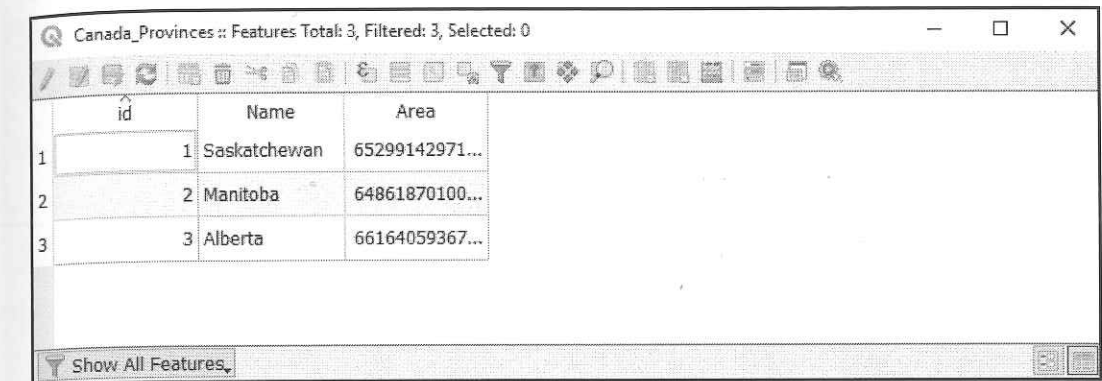 Canada_Provinces :: Features Total: 3, Filtered: 3, Selected: 0
id Name Area
1 1 Saskatchewan 65299142971...
2 2 Manitoba 64861870100...
3 3 Alberta 66164059367...
Show All Features